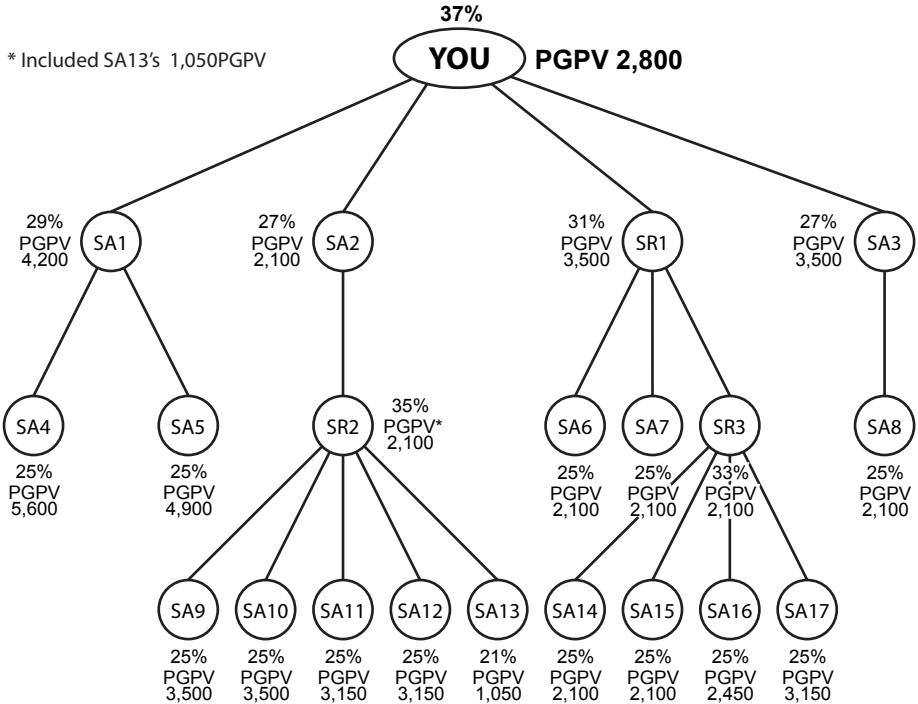 37%
* Included SA13's 1,050PGPV
YOU
PGPV 2,800
29%
PGPV
4,200
SA1
27%
PGPV
2,100
SA2
31%
PGPV
3,500
SR1
27%
PGPV
3,500
SA3
SA4
25%
PGPV
5,600
SA5
25%
PGPV
4,900
SR2
35%
PGPV*
2,100
SA6
25%
PGPV
2,100
SA7
25%
PGPV
2,100
SR3
33%
PGPV
2,100
SA8
25%
PGPV
2,100
SA9
25%
PGPV
3,500
SA10
25%
PGPV
3,500
SA11
25%
PGPV
3,150
SA12
25%
PGPV
3,150
SA13
21%
PGPV
1,050
SA14
25%
PGPV
2,100
SA15
25%
PGPV
2,100
SA16
25%
PGPV
2,450
SA17
25%
PGPV
3,150